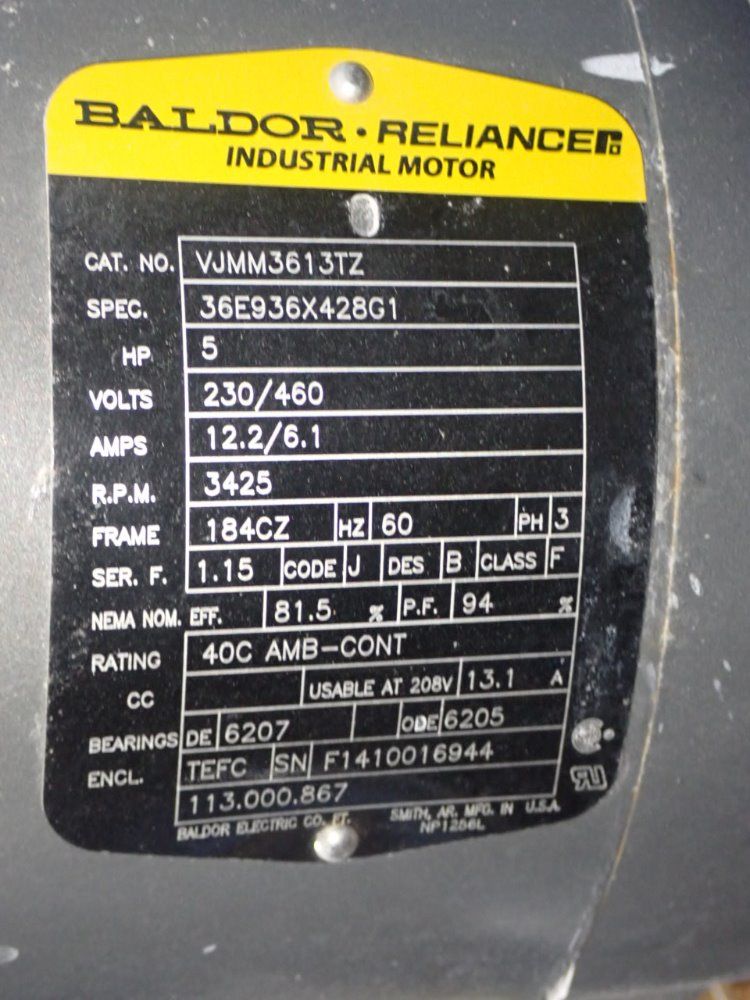 BALDOR • RELIANCE
INDUSTRIAL MOTOR
CAT. NO. VJMM3613TZ
SPEC. 36E936X428G1
HP 5
VOLTS 230/460
AMPS 12.2/6.1
R.P.M. 3425
FRAME 184CZ HZ 60 PH 3
SER. F. 1.15 CODE J DES B CLASS F
NEMA NOM. EFF. 81.5 % P.F. 94 %
RATING 40C AMB-CONT
CC USABLE AT 208V 13.1 A
BEARINGS DE 6207 ODE 6205
ENCL. TEFC SN F1410016944
113.000.867
BALDOR ELECTRIC CO. FT. SMITH, AR. MFG. IN U.S.A.
NP1256L